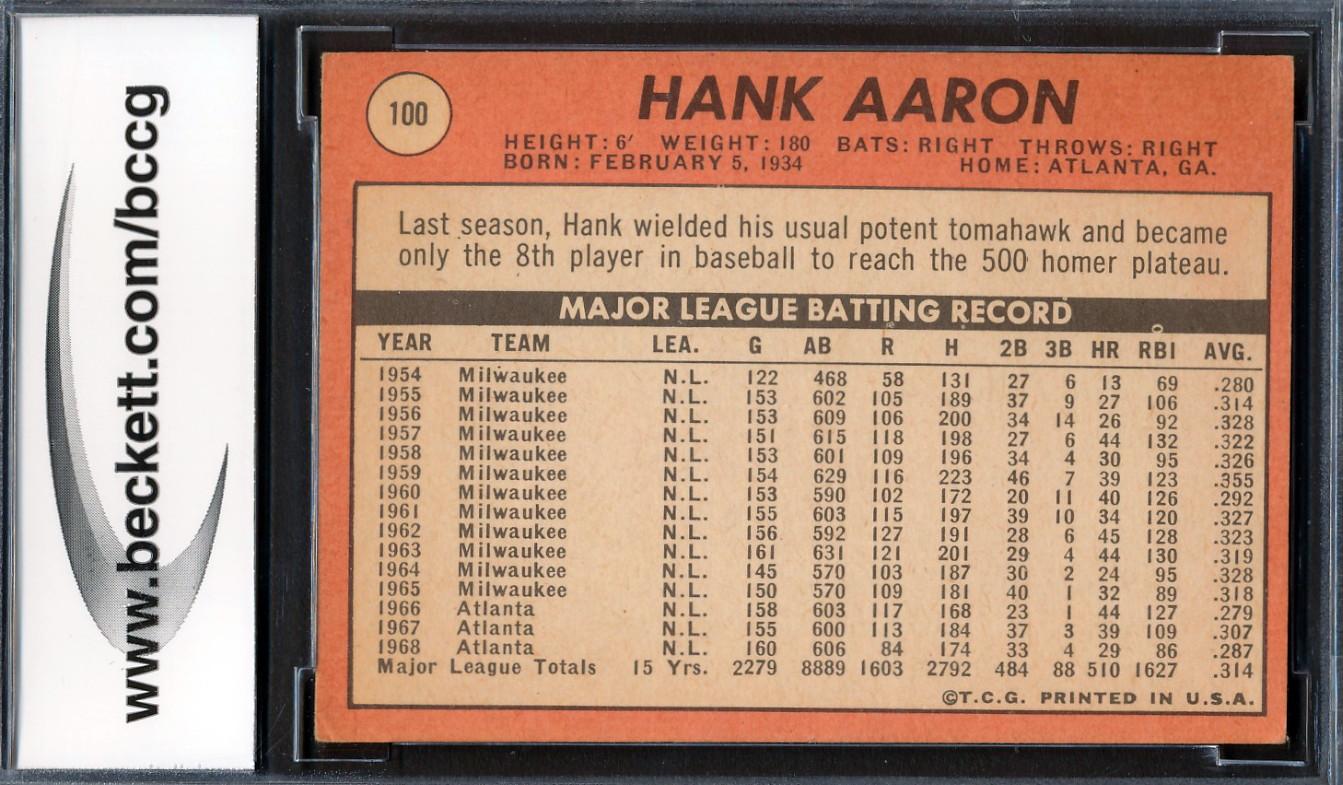 www.beckett.com/bccg
100
HANK AARON
HEIGHT: 6′ WEIGHT: 180 BATS: RIGHT THROWS: RIGHT
BORN: FEBRUARY 5, 1934 HOME: ATLANTA, GA.
Last season, Hank wielded his usual potent tomahawk and became
only the 8th player in baseball to reach the 500 homer plateau.
MAJOR LEAGUE BATTING RECORD
YEAR TEAM LEA. G AB R H 2B 3B HR RBI AVG.
1954 Milwaukee N.L. 122 468 58 131 27 6 13 69 .280
1955 Milwaukee N.L. 153 602 105 189 37 9 27 106 .314
1956 Milwaukee N.L. 153 609 106 200 34 14 26 92 .328
1957 Milwaukee N.L. 151 615 118 198 27 6 44 132 .322
1958 Milwaukee N.L. 153 601 109 196 34 4 30 95 .326
1959 Milwaukee N.L. 154 629 116 223 46 7 39 123 .355
1960 Milwaukee N.L. 153 590 102 172 20 11 40 126 .292
1961 Milwaukee N.L. 155 603 115 197 39 10 34 120 .327
1962 Milwaukee N.L. 156 592 127 191 28 6 45 128 .323
1963 Milwaukee N.L. 161 631 121 201 29 4 44 130 .319
1964 Milwaukee N.L. 145 570 103 187 30 2 24 95 .328
1965 Milwaukee N.L. 150 570 109 181 40 1 32 89 .318
1966 Atlanta N.L. 158 603 117 168 23 1 44 127 .279
1967 Atlanta N.L. 155 600 113 184 37 3 39 109 .307
1968 Atlanta N.L. 160 606 84 174 33 4 29 86 .287
Major League Totals 15 Yrs. 2279 8889 1603 2792 484 88 510 1627 .314
©T.C.G. PRINTED IN U.S.A.